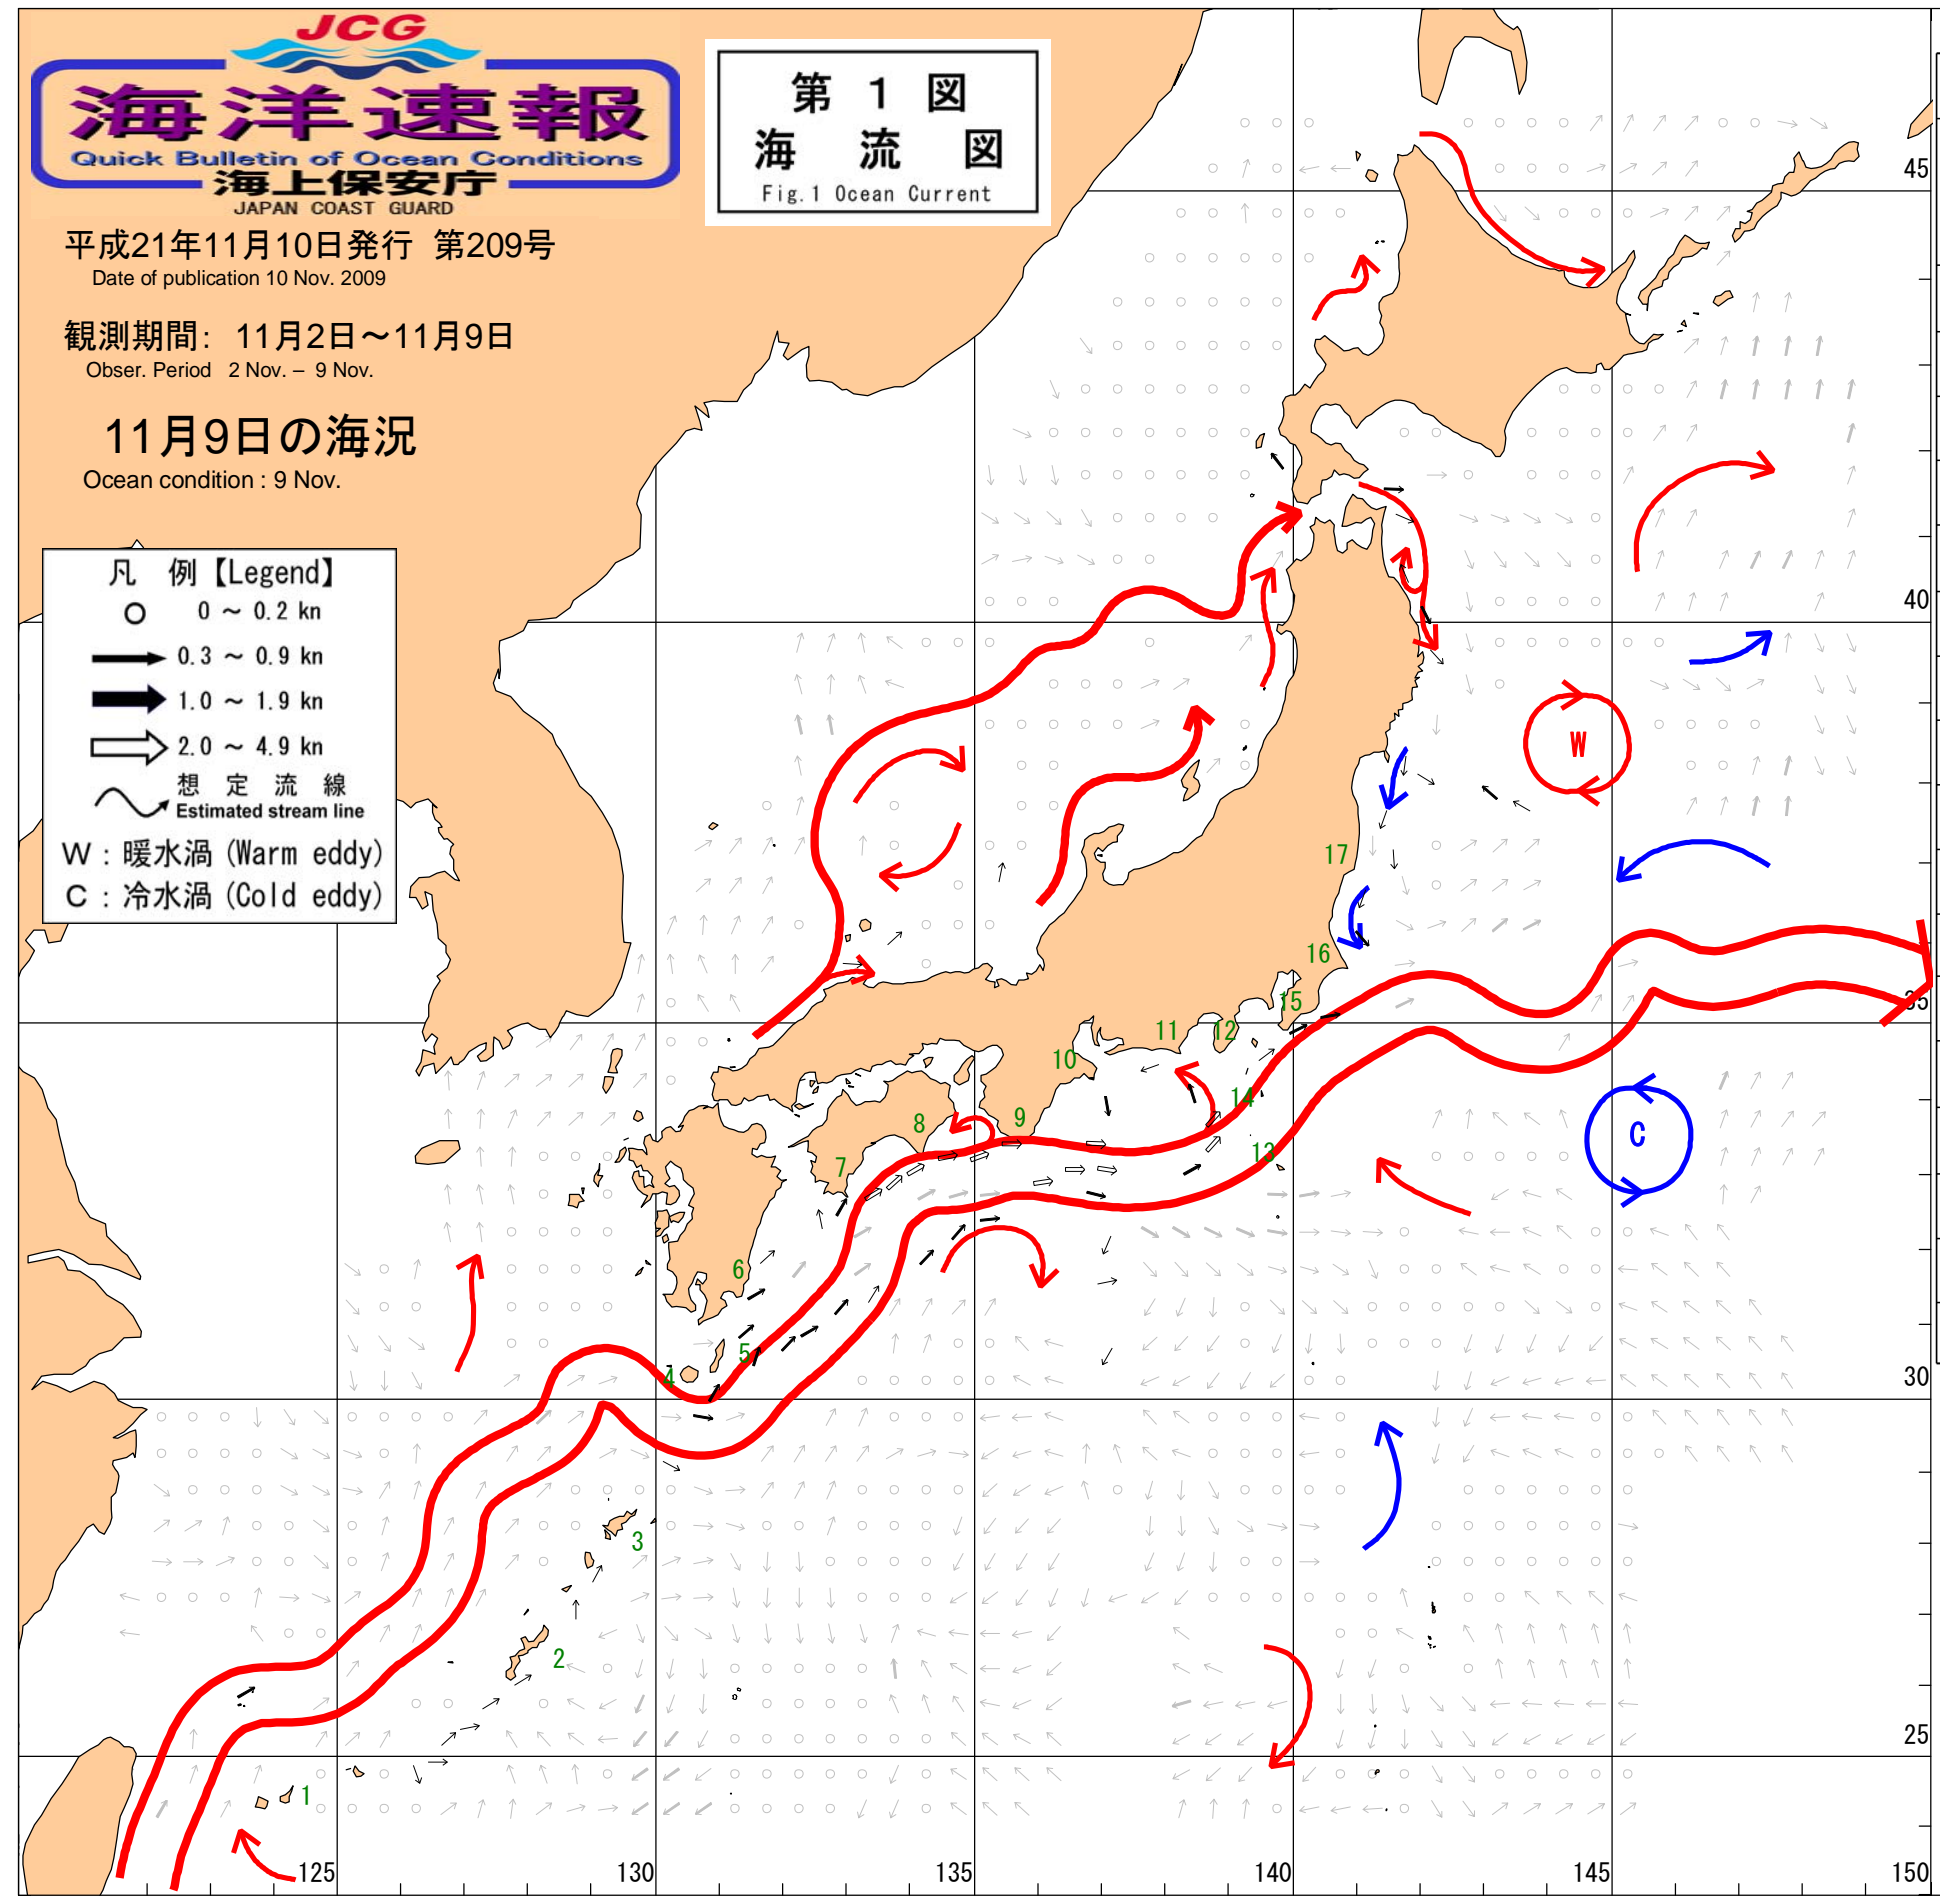 JCG
海洋速報
Quick Bulletin of Ocean Conditions
海上保安庁
JAPAN COAST GUARD
第 1 図
海 流 図
Fig.1 Ocean Current
平成21年11月10日発行 第209号
Date of publication 10 Nov. 2009
観測期間: 11月2日～11月9日
Obser. Period 2 Nov. – 9 Nov.
11月9日の海況
Ocean condition : 9 Nov.
凡 例【Legend】
0 ～ 0.2 kn
0.3 ～ 0.9 kn
1.0 ～ 1.9 kn
2.0 ～ 4.9 kn
想 定 流 線
Estimated stream line
W : 暖水渦 (Warm eddy)
C : 冷水渦 (Cold eddy)
45
40
W
17
16
35
15
11
12
10
14
9
8
C
13
7
6
5
4
30
3
2
25
1
125
130
135
140
145
150